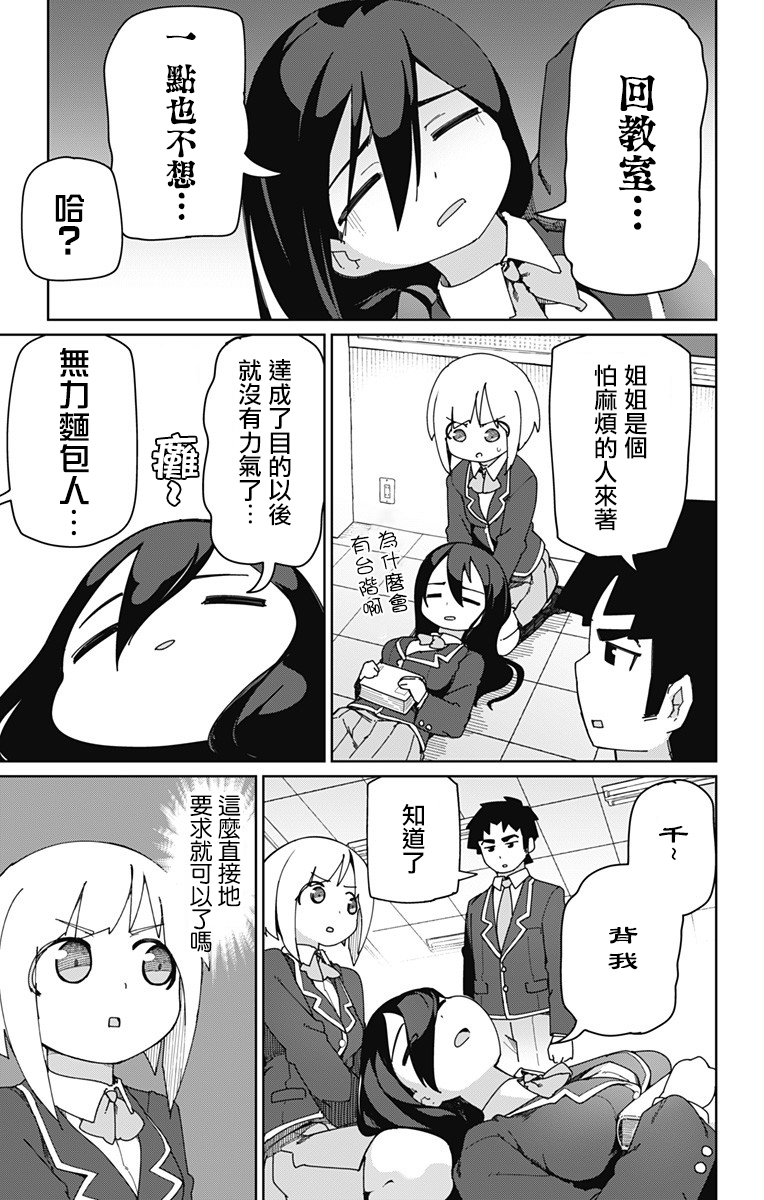 回教室…
一點也不想…
哈？
姐姐是個
怕麻煩的人來著
為什麼會
有台階啊
達成了目的以後
就沒有力氣了…
癱~
無力麵包人…
千~
背我
知道了
這麼直接地
要求就可以了嗎